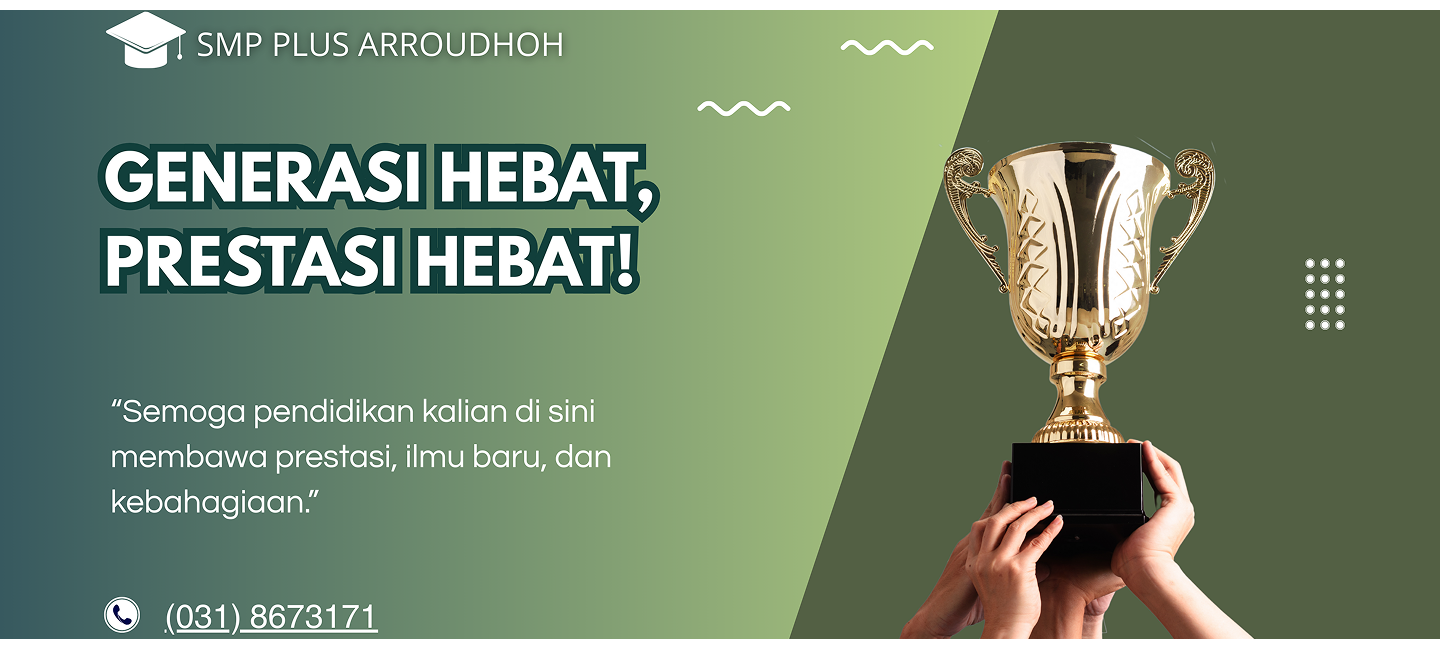 SMP PLUS ARROUDHOH
GENERASI HEBAT,
PRESTASI HEBAT!
“Semoga pendidikan kalian di sini
membawa prestasi, ilmu baru, dan
kebahagiaan.”
(031) 8673171